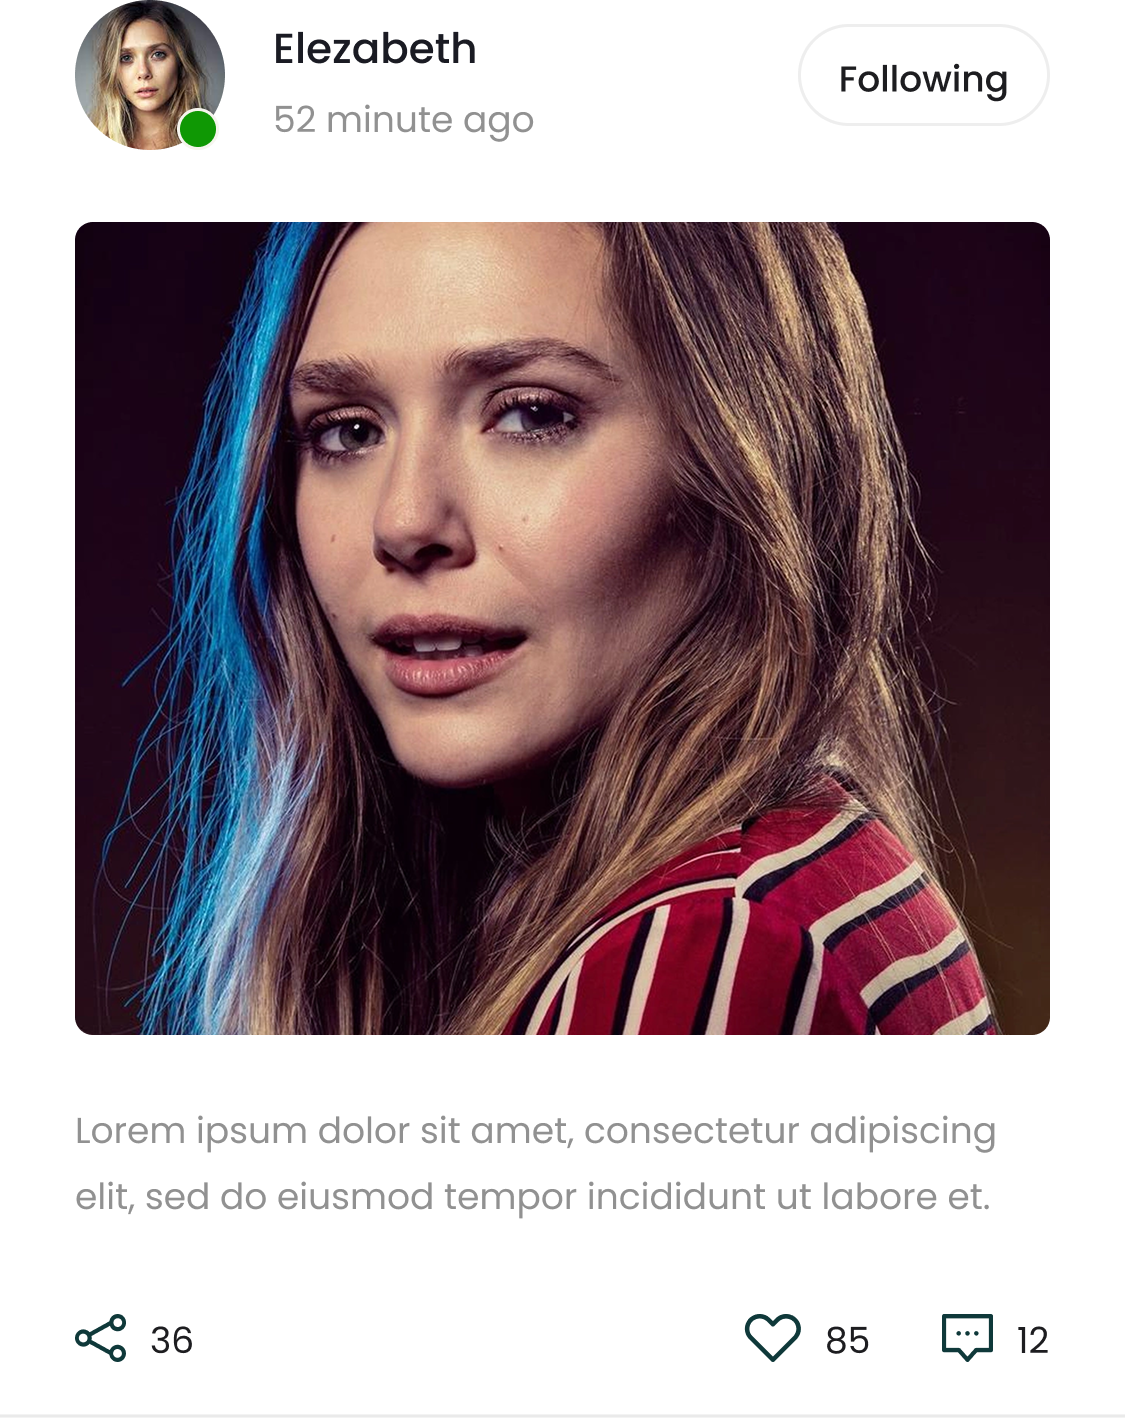 Elezabeth
52 minute ago
Following
Lorem ipsum dolor sit amet, consectetur adipiscing
elit, sed do eiusmod tempor incididunt ut labore et.
36
85
12